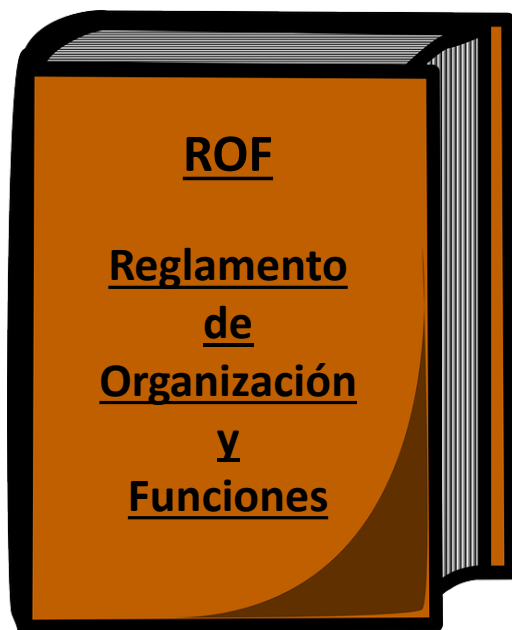 ROF
Reglamento
de
Organización
y
Funciones